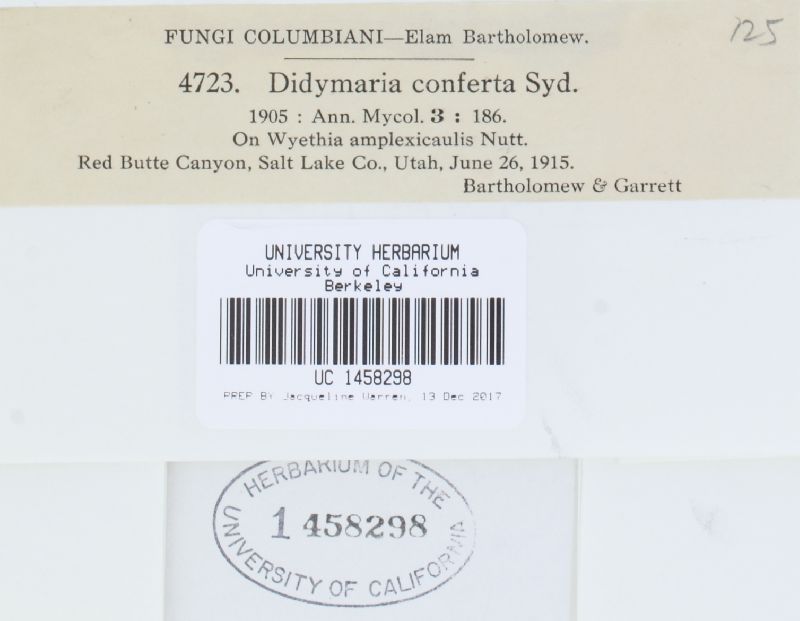 FUNGI COLUMBIANI—Elam Bartholomew.
125
4723. Didymaria conferta Syd.
1905 : Ann. Mycol. 3 : 186.
On Wyethia amplexicaulis Nutt.
Red Butte Canyon, Salt Lake Co., Utah, June 26, 1915.
Bartholomew & Garrett
UNIVERSITY HERBARIUM
University of California
Berkeley
UC 1458298
PREP BY Jacqueline Warren, 13 Dec 2017
HERBARIUM OF THE
1458298
UNIVERSITY OF CALIFORNIA